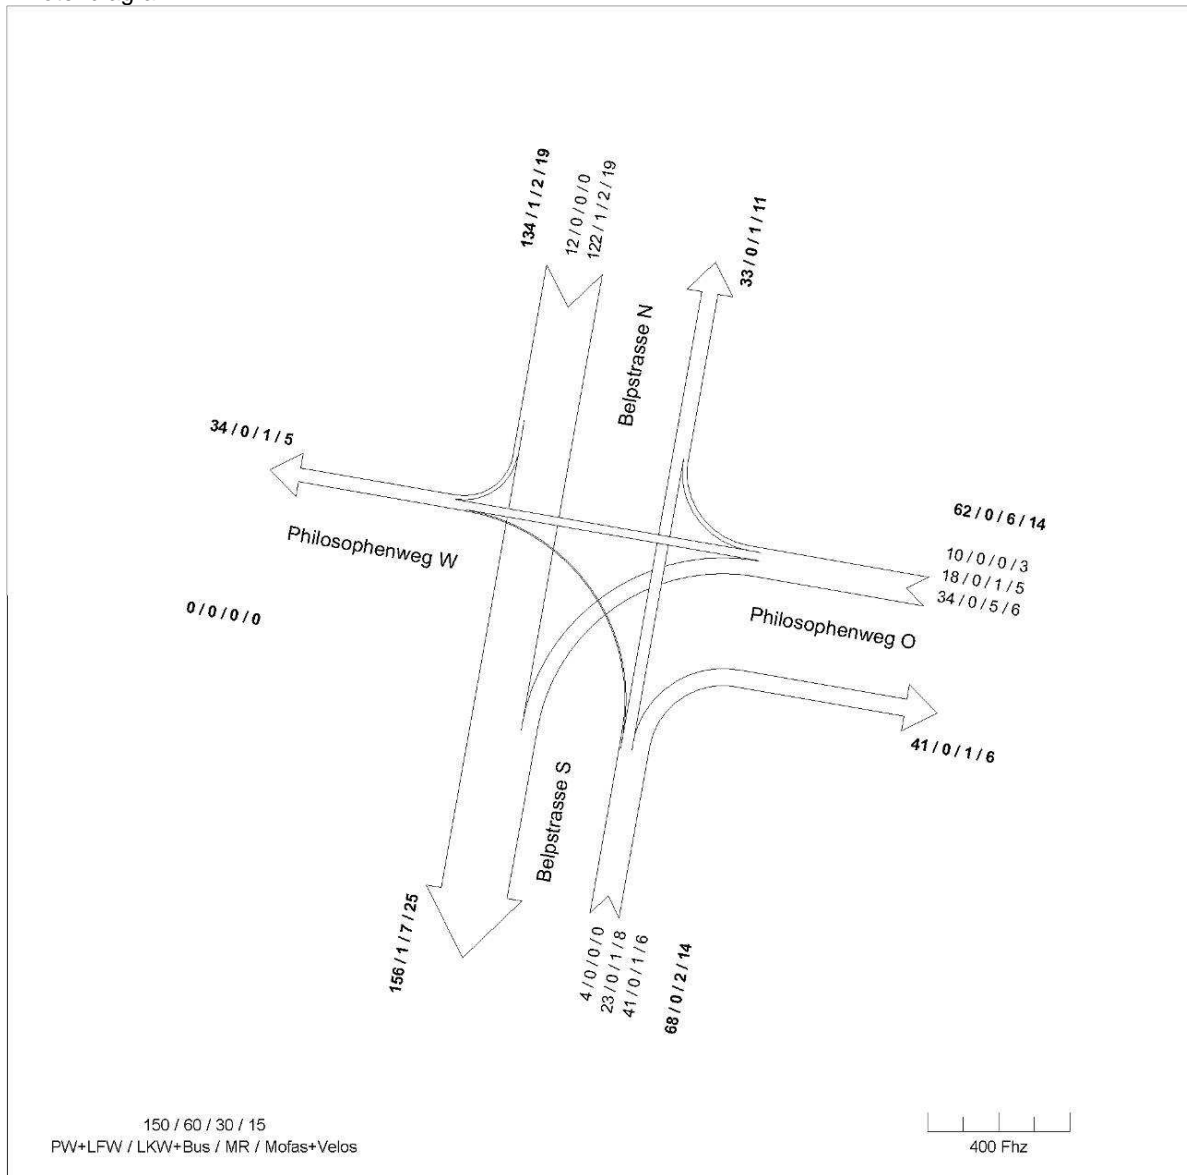 134 / 1 / 2 / 19
12 / 0 / 0 / 0
122 / 1 / 2 / 19
33 / 0 / 1 / 11
Belpstrasse N
34 / 0 / 1 / 5
Philosophenweg W
0 / 0 / 0 / 0
62 / 0 / 6 / 14
10 / 0 / 0 / 3
18 / 0 / 1 / 5
34 / 0 / 5 / 6
Philosophenweg O
41 / 0 / 1 / 6
Belpstrasse S
156 / 1 / 7 / 25
4 / 0 / 0 / 0
23 / 0 / 1 / 8
41 / 0 / 1 / 6
68 / 0 / 2 / 14
150 / 60 / 30 / 15
PW+LFW / LKW+Bus / MR / Mofas+Velos
400 Fhz